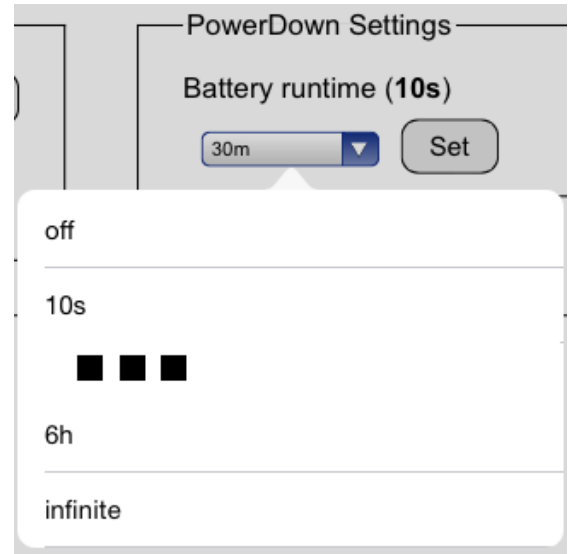 PowerDown Settings
Battery runtime (10s)
30m
Set
off
10s
6h
infinite